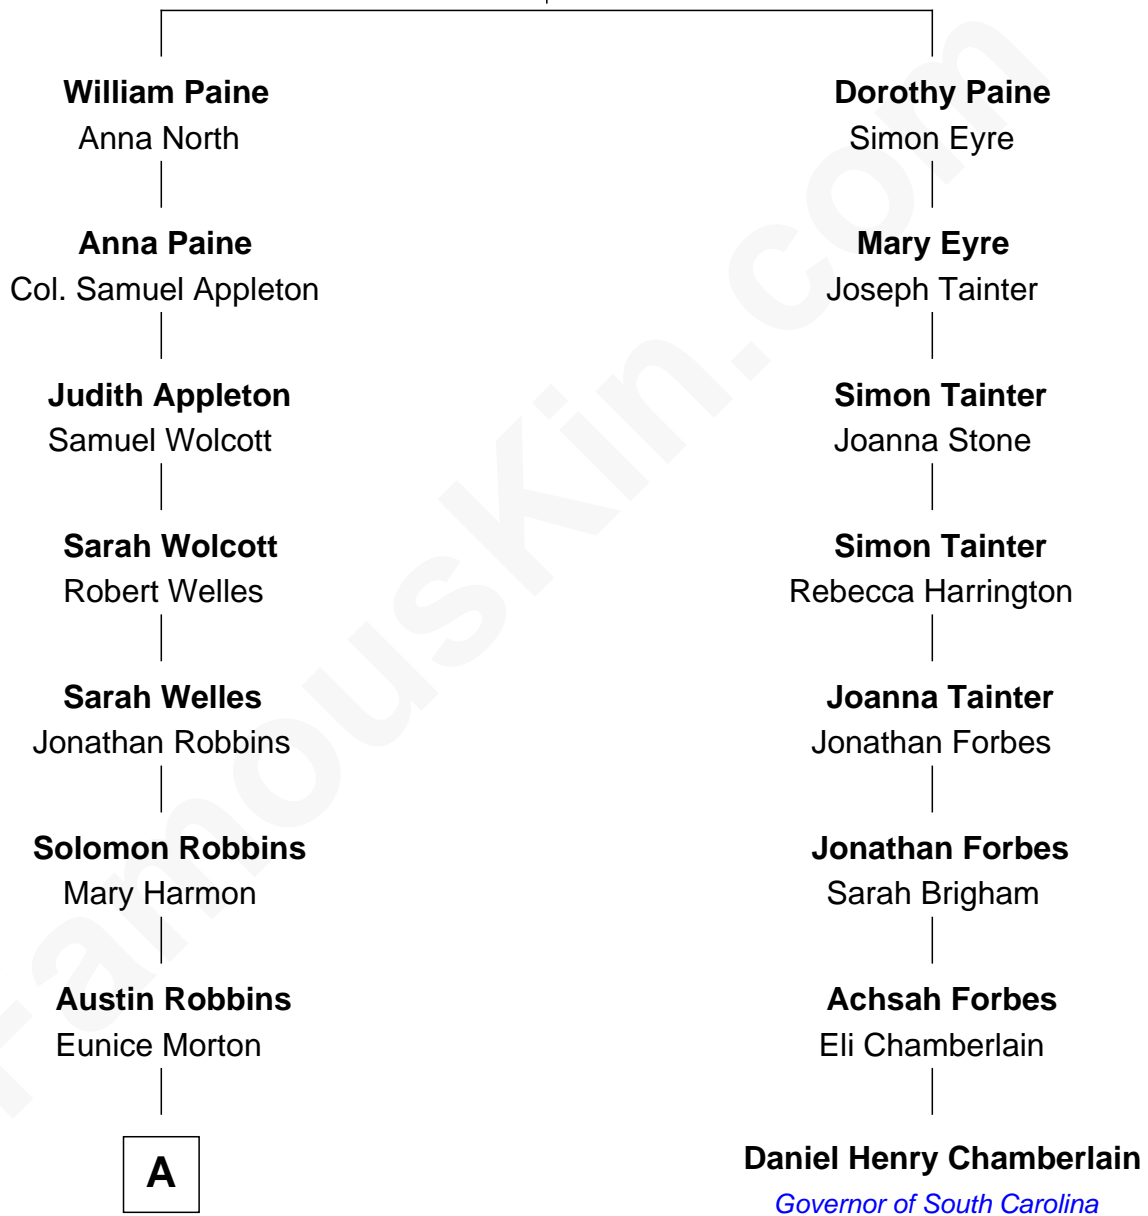 William Paine
Anna North
Dorothy Paine
Simon Eyre
Anna Paine
Col. Samuel Appleton
Mary Eyre
Joseph Tainter
Judith Appleton
Samuel Wolcott
Simon Tainter
Joanna Stone
Sarah Wolcott
Robert Welles
Simon Tainter
Rebecca Harrington
Sarah Welles
Jonathan Robbins
Joanna Tainter
Jonathan Forbes
Solomon Robbins
Mary Harmon
Jonathan Forbes
Sarah Brigham
Austin Robbins
Eunice Morton
Achsah Forbes
Eli Chamberlain
A
Daniel Henry Chamberlain
Governor of South Carolina
FamousKin.com